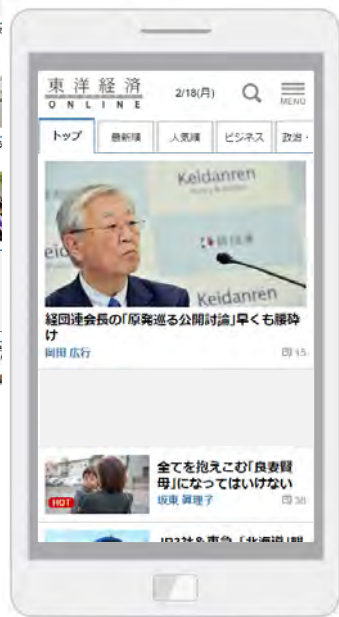 東洋経済
ONLINE
2/18(月)
MENU
トップ
最新順
人気順
ビジネス
政治・
Keidanren
Keidanren
経団連会長の「原発巡る公開討論」早くも腰砕
け
岡田 広行
15
全てを抱えこむ「良妻賢
母」になってはいけない
HOT
坂東 眞理子
30